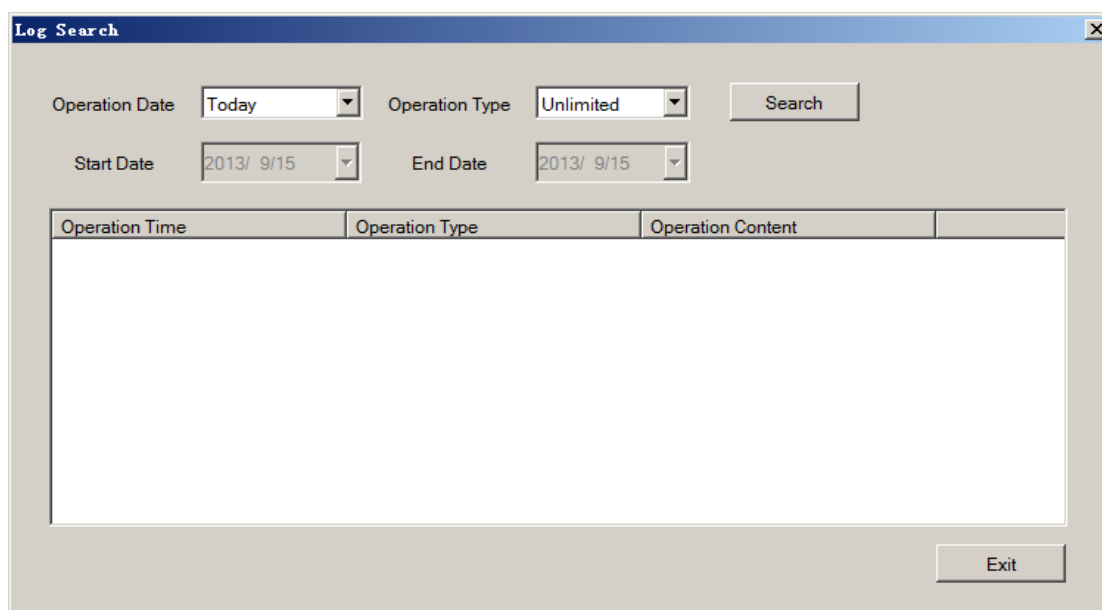 Log Search
Operation Date Today Operation Type Unlimited Search
Start Date 2013/ 9/15 End Date 2013/ 9/15
Operation Time Operation Type Operation Content
Exit